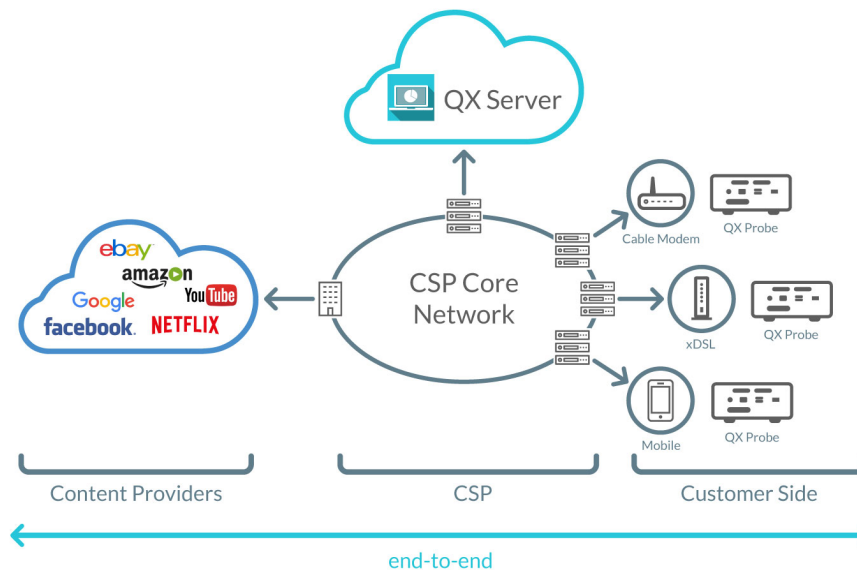 QX Server
ebay
amazon
Google
YouTube
facebook.
NETFLIX
CSP Core
Network
Cable Modem
QX Probe
xDSL
QX Probe
Mobile
QX Probe
Content Providers
CSP
Customer Side
end-to-end